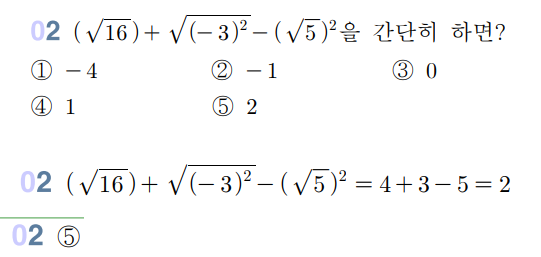 02 (√16)+ √(−3)²−(√5)²을 간단히 하면?
① −4 ② −1 ③ 0
④ 1 ⑤ 2
02 (√16)+ √(−3)²−(√5)²=4+3−5=2
02 ⑤